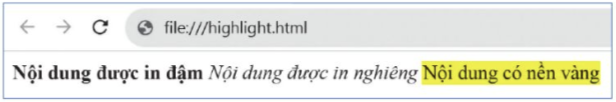 file:///highlight.html
Nội dung được in đậm Nội dung được in nghiêng Nội dung có nền vàng